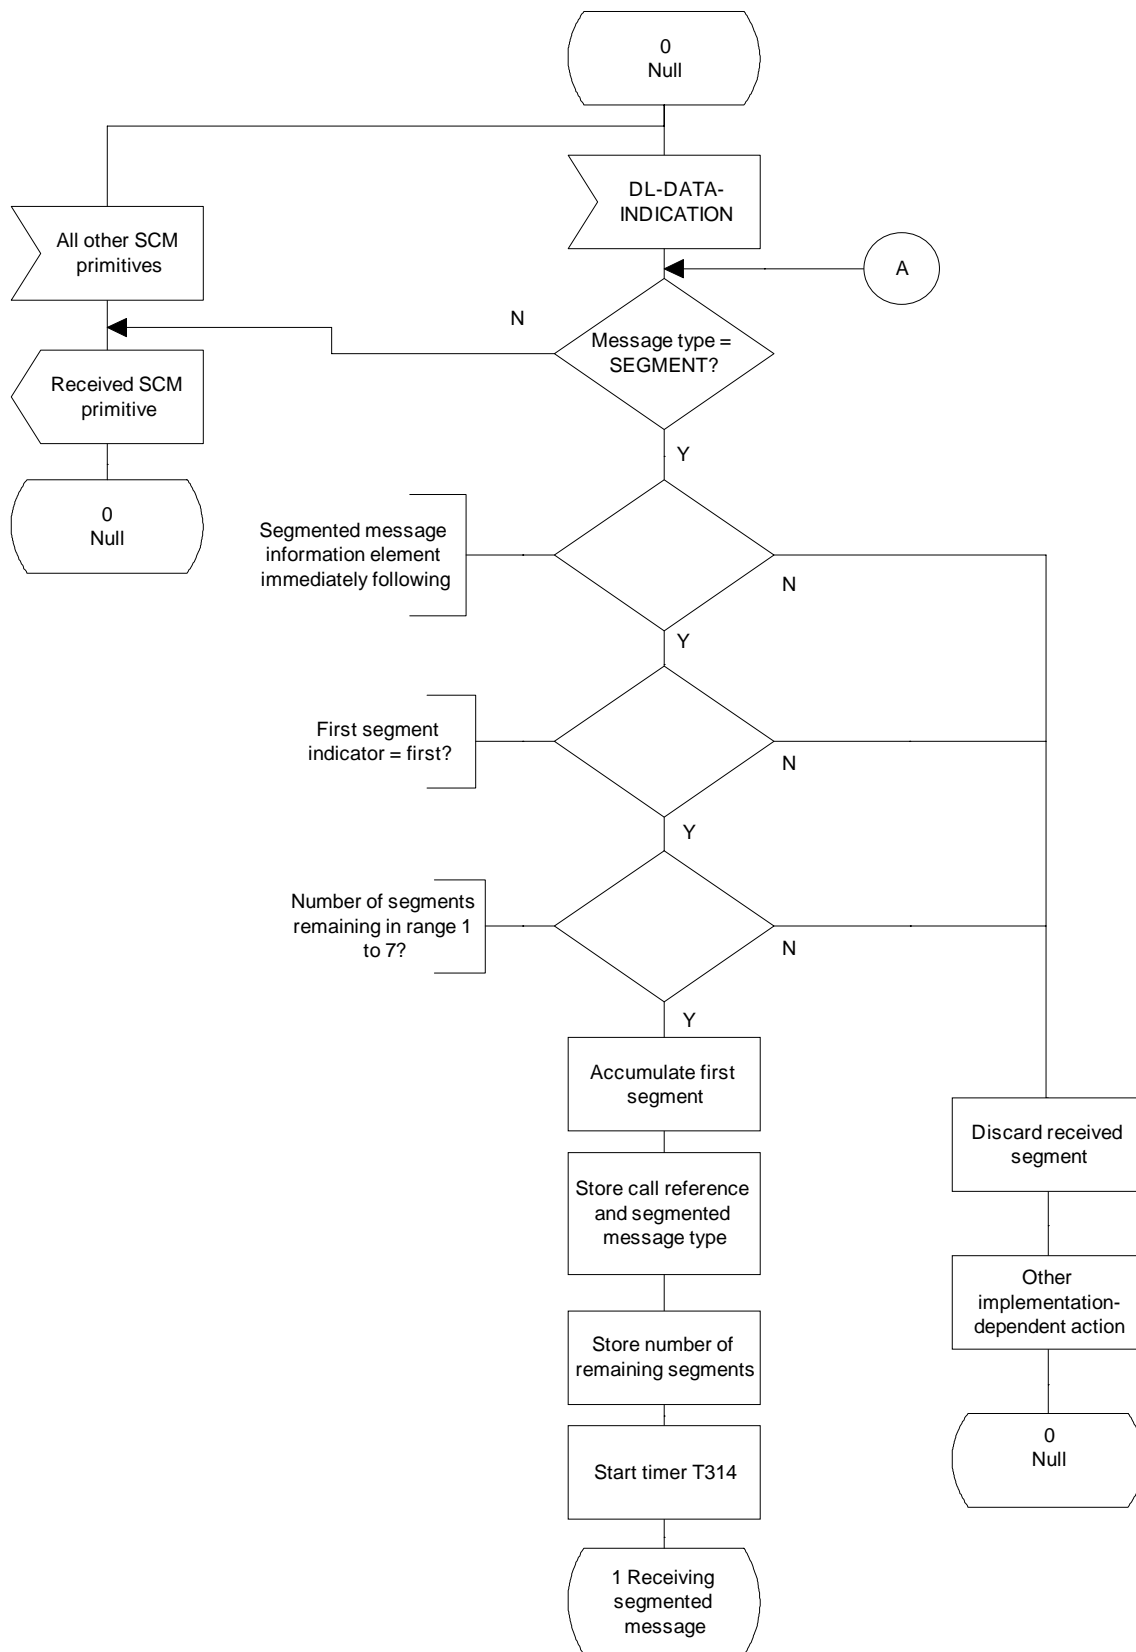 0
Null
DL-DATA-
INDICATION
All other SCM
primitives
A
N
Message type =
SEGMENT?
Received SCM
primitive
Y
0
Null
Segmented message
information element
immediately following
N
Y
First segment
indicator = first?
N
Y
Number of segments
remaining in range 1
to 7?
N
Y
Accumulate first
segment
Discard received
segment
Store call reference
and segmented
message type
Other
implementation-
dependent action
Store number of
remaining segments
0
Null
Start timer T314
1 Receiving
segmented
message